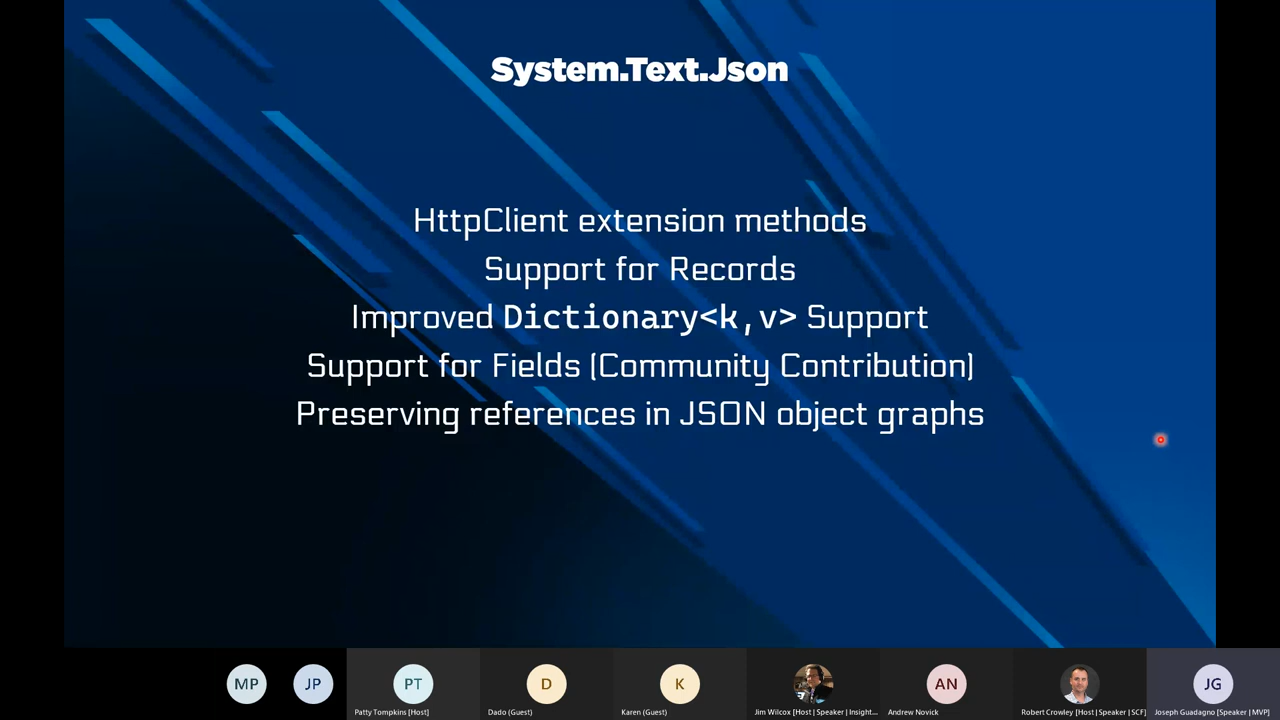 System.Text.Json
HttpClient extension methods
Support for Records
Improved Dictionary<k,v> Support
Support for Fields (Community Contribution)
Preserving references in JSON object graphs
MP
JP
PT
D
K
AN
JG
Patty Tompkins [Host]
Dado (Guest)
Karen (Guest)
Jim Wilcox [Host | Speaker | Insight...
Andrew Novick
Robert Crowley [Host | Speaker | SCF]
Joseph Guadagno [Speaker | MVP]